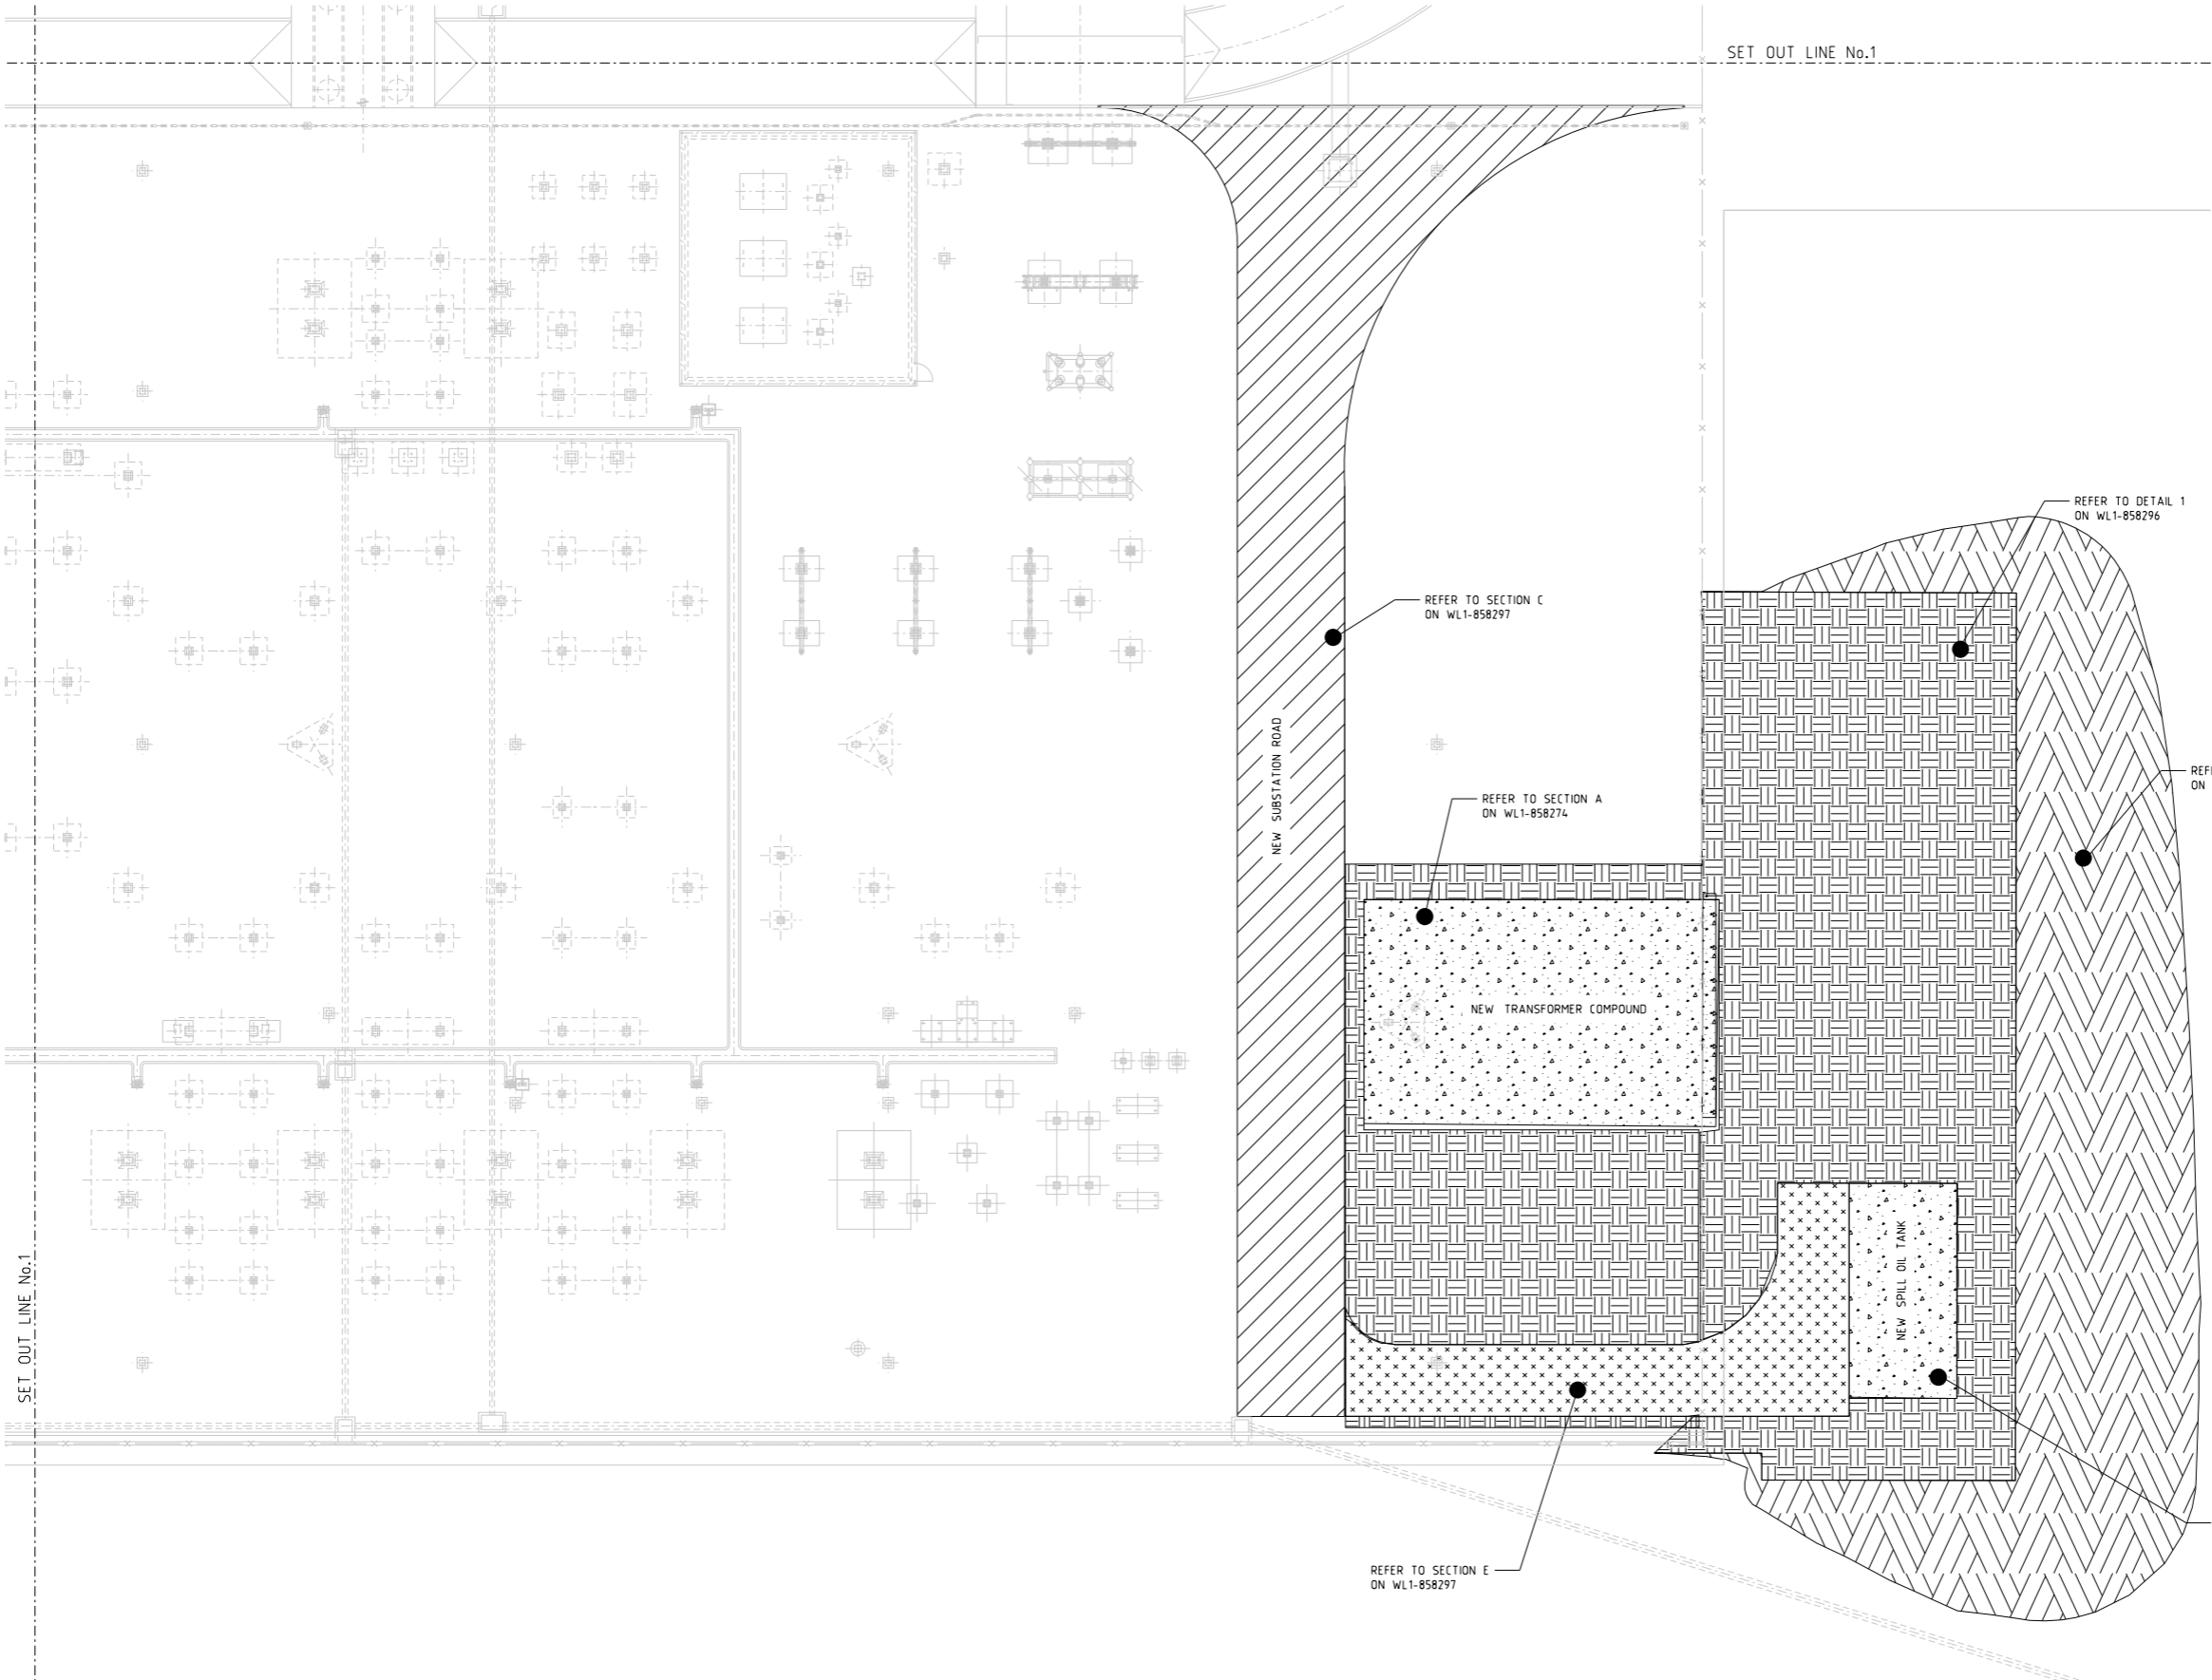 SET OUT LINE No.1
REFER TO DETAIL 1
ON WL1-858296
REFER TO SECTION C
ON WL1-858297
NEW SUBSTATION ROAD
REFER TO SECTION A
ON WL1-858274
REF
ON
NEW TRANSFORMER COMPOUND
NEW SPILL OIL TANK
SET OUT LINE No.1
REFER TO SECTION E
ON WL1-858297